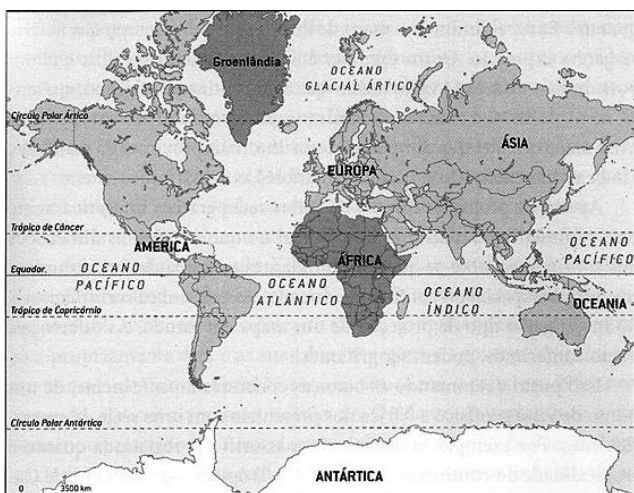 Groenlândia
OCEANO
GLACIAL ÁRTICO
Círculo Polar Ártico
ÁSIA
EUROPA
Trópico de Câncer
AMÉRICA
OCEANO
PACÍFICO
ÁFRICA
Equador
OCEANO
PACÍFICO
OCEANO
ATLÂNTICO
OCEANO
ÍNDICO
OCEANIA
Trópico de Capricórnio
Círculo Polar Antártico
ANTÁRTICA
0 3500 km